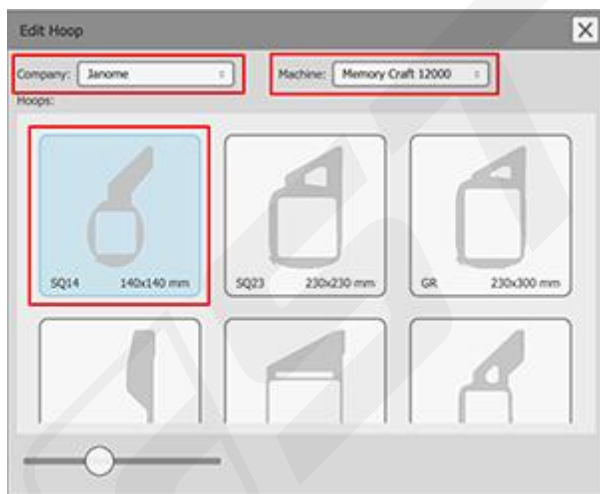 Edit Hoop
Company: Janome Machine: Memory Craft 12000
Hoops:
SQ14 140x140 mm SQ23 230x230 mm GR 230x300 mm